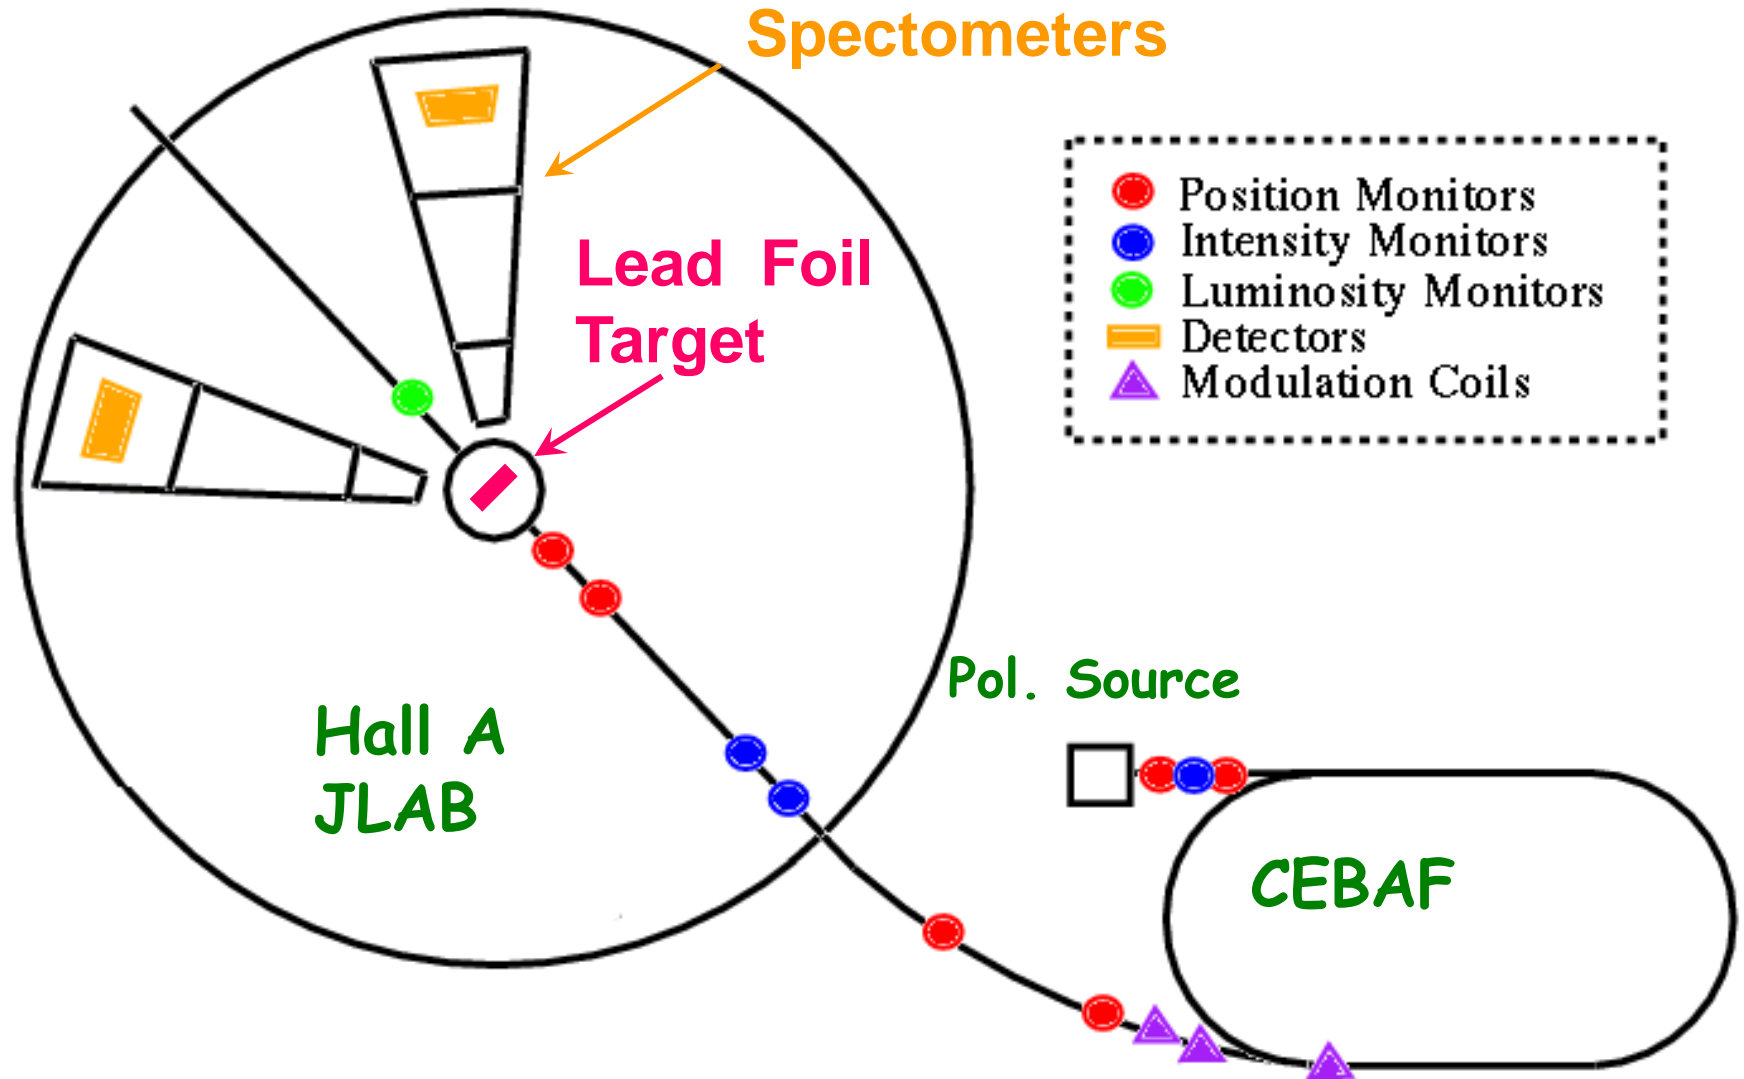 Spectometers
Lead Foil
Target
Position Monitors
Intensity Monitors
Luminosity Monitors
Detectors
Modulation Coils
Pol. Source
Hall A
JLAB
CEBAF